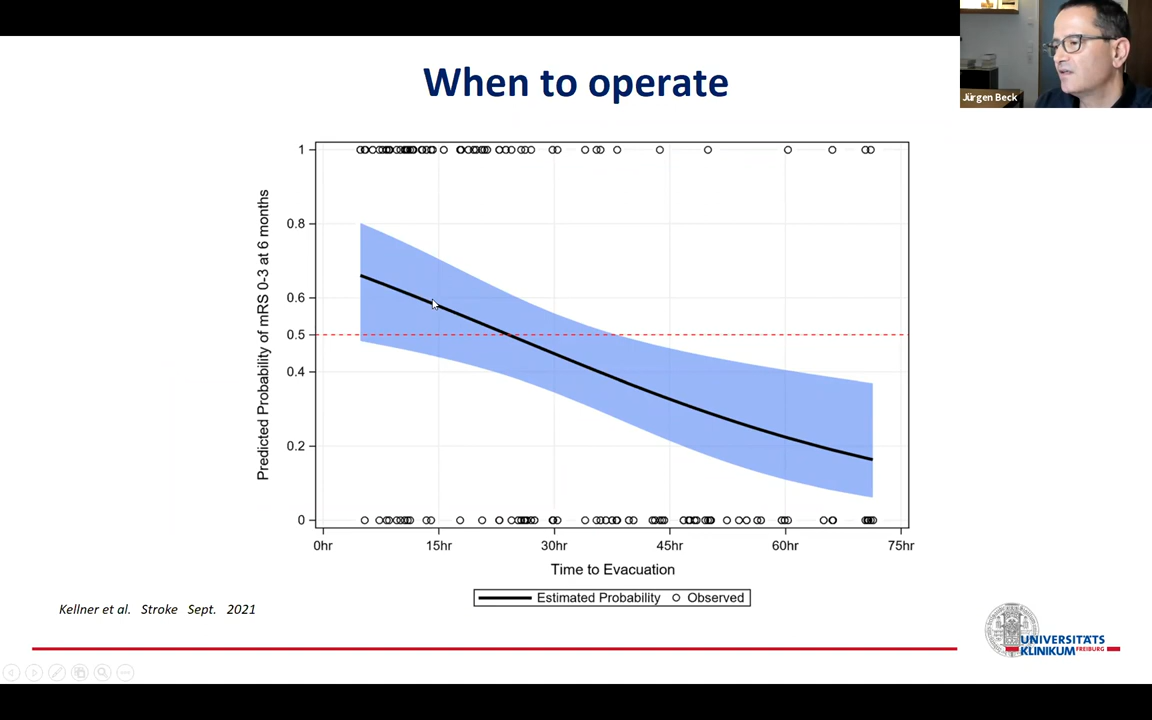 When to operate
Jürgen Beck
Predicted Probability of mRS 0-3 at 6 months
1
0.8
0.6
0.5
0.4
0.2
0
0hr 15hr 30hr 45hr 60hr 75hr
Time to Evacuation
Estimated Probability Observed
Kellner et al. Stroke Sept. 2021
UNIVERSITÄTS
KLINIKUM FREIBURG